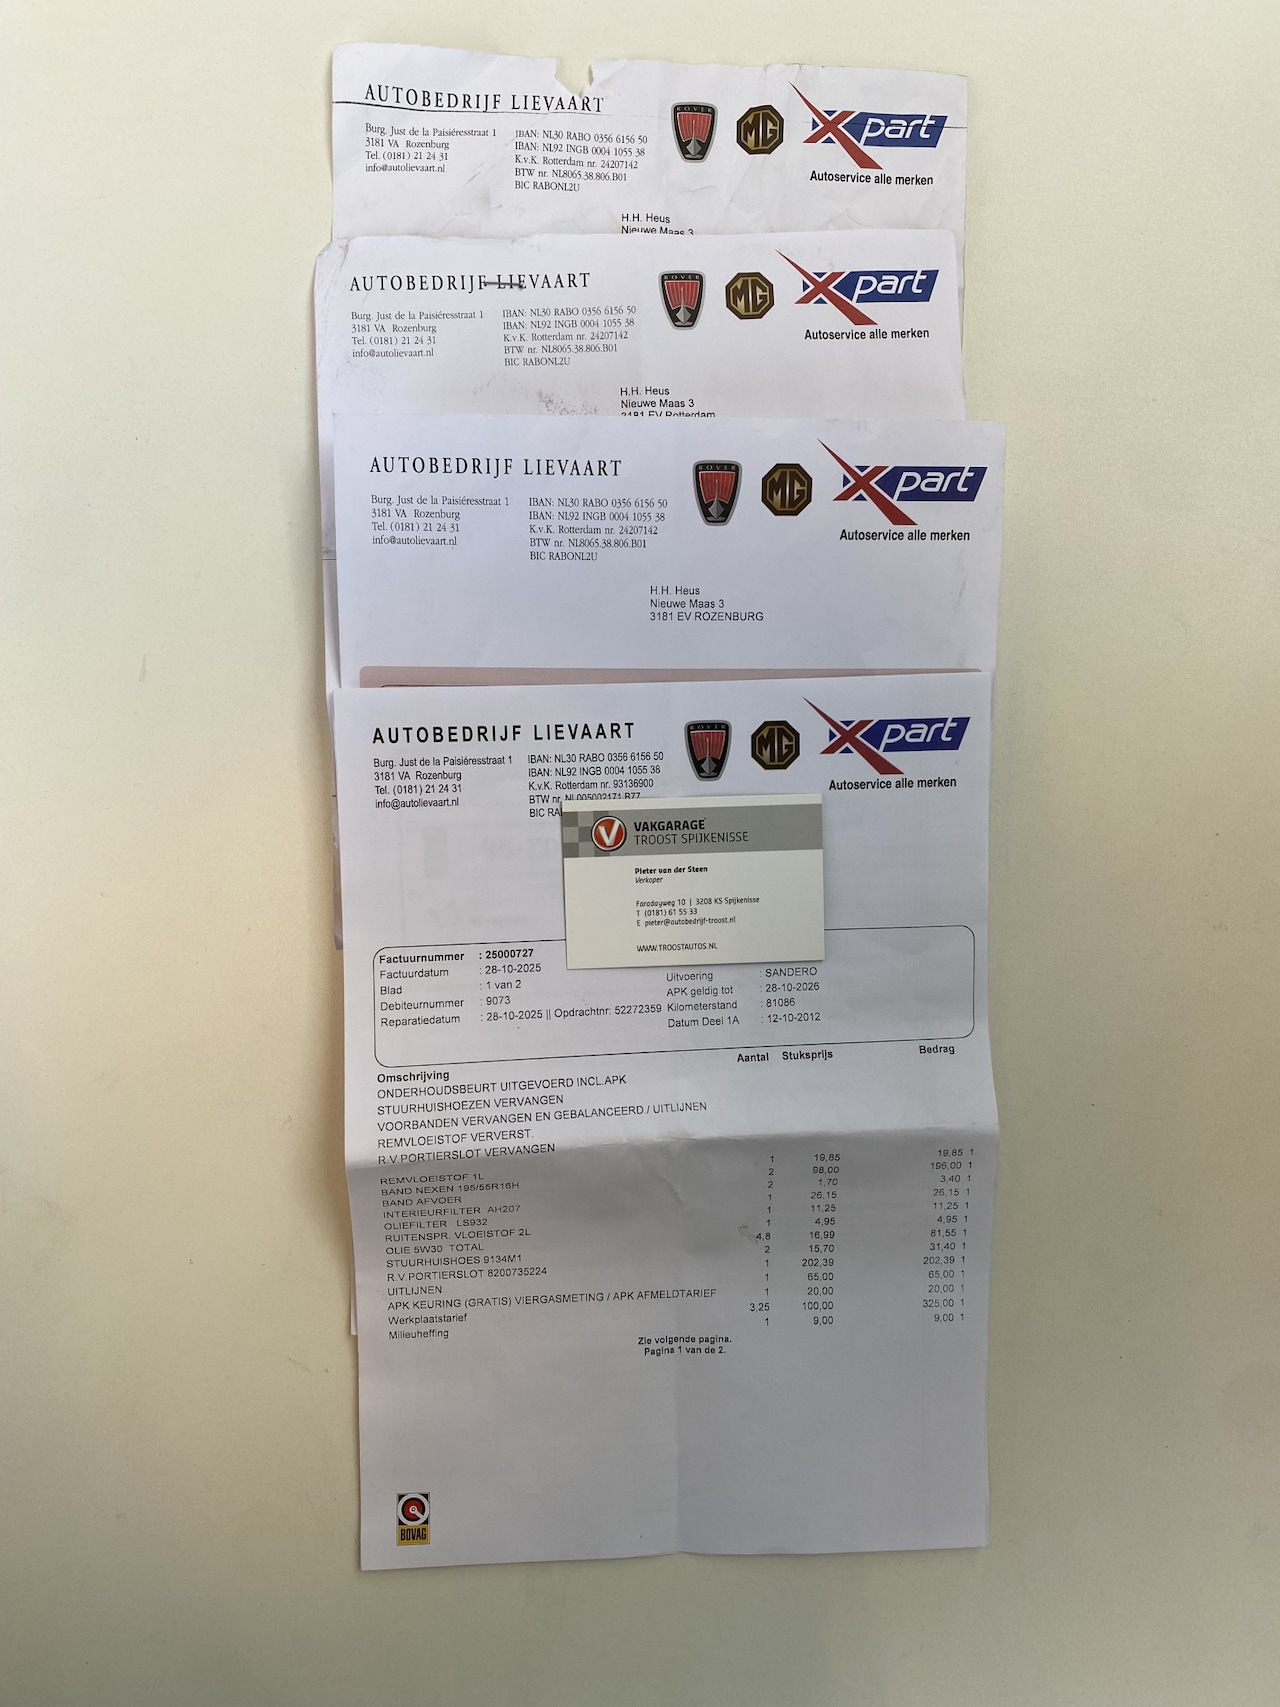 AUTOBEDRIJF LIEVAART
Burg. Just de la Paisiéresstraat 1
3181 VA Rozenburg
Tel. (0181) 21 24 31
info@autolievaart.nl
IBAN: NL30 RABO 0356 6156 50
IBAN: NL92 INGB 0004 1055 38
K.v.K. Rotterdam nr. 24207142
BTW nr. NL8065.38.806.B01
BIC RABONL2U
ROVER
MG
Xpart
Autoservice alle merken
H.H. Heus
Nieuwe Maas 3
AUTOBEDRIJF LIEVAART
Burg. Just de la Paisiéresstraat 1
3181 VA Rozenburg
Tel. (0181) 21 24 31
info@autolievaart.nl
IBAN: NL30 RABO 0356 6156 50
IBAN: NL92 INGB 0004 1055 38
K.v.K. Rotterdam nr. 24207142
BTW nr. NL8065.38.806.B01
BIC RABONL2U
ROVER
MG
Xpart
Autoservice alle merken
H.H. Heus
Nieuwe Maas 3
3181 EV Rotterdam
AUTOBEDRIJF LIEVAART
Burg. Just de la Paisiéresstraat 1
3181 VA Rozenburg
Tel. (0181) 21 24 31
info@autolievaart.nl
IBAN: NL30 RABO 0356 6156 50
IBAN: NL92 INGB 0004 1055 38
K.v.K. Rotterdam nr. 24207142
BTW nr. NL8065.38.806.B01
BIC RABONL2U
ROVER
MG
Xpart
Autoservice alle merken
H.H. Heus
Nieuwe Maas 3
3181 EV ROZENBURG
AUTOBEDRIJF LIEVAART
Burg. Just de la Paisiéresstraat 1
3181 VA Rozenburg
Tel. (0181) 21 24 31
info@autolievaart.nl
IBAN: NL30 RABO 0356 6156 50
IBAN: NL92 INGB 0004 1055 38
K.v.K. Rotterdam nr. 93136900
BTW nr. NL005002171.B77
BIC RA
ROVER
MG
Xpart
Autoservice alle merken
V VAKGARAGE
TROOST SPIJKENISSE
Pieter van der Steen
Verkoper
Faradayweg 10 | 3208 KS Spijkenisse
T (0181) 61 55 33
E pieter@autobedrijf-troost.nl
WWW.TROOSTAUTOS.NL
Factuurnummer : 25000727
Factuurdatum : 28-10-2025
Blad : 1 van 2
Debiteurnummer : 9073
Reparatiedatum : 28-10-2025 || Opdrachtnr: 52272359
Uitvoering : SANDERO
APK geldig tot : 28-10-2026
Kilometerstand : 81086
Datum Deel 1A : 12-10-2012
Omschrijving Aantal Stuksprijs Bedrag
ONDERHOUDSBEURT UITGEVOERD INCL.APK
STUURHUISHOEZEN VERVANGEN
VOORBANDEN VERVANGEN EN GEBALANCEERD./ UITLIJNEN
REMVLOEISTOF VERVERST.
R.V.PORTIERSLOT VERVANGEN
REMVLOEISTOF 1L 1 19,85 19,85 1
BAND NEXEN 195/55R16H 2 98,00 196,00 1
BAND AFVOER 2 1,70 3,40 1
INTERIEURFILTER AH207 1 26,15 26,15 1
OLIEFILTER LS932 1 11,25 11,25 1
RUITENSPR. VLOEISTOF 2L 1 4,95 4,95 1
OLIE 5W30 TOTAL 4,8 16,99 81,55 1
STUURHUISHOES 9134M1 2 15,70 31,40 1
R.V.PORTIERSLOT 8200735224 1 202,39 202,39 1
UITLIJNEN 1 65,00 65,00 1
APK KEURING (GRATIS) VIERGASMETING / APK AFMELDTARIEF 1 20,00 20,00 1
Werkplaatstarief 3,25 100,00 325,00 1
Milieuheffing 1 9,00 9,00 1
Zie volgende pagina.
Pagina 1 van de 2.
BOVAG